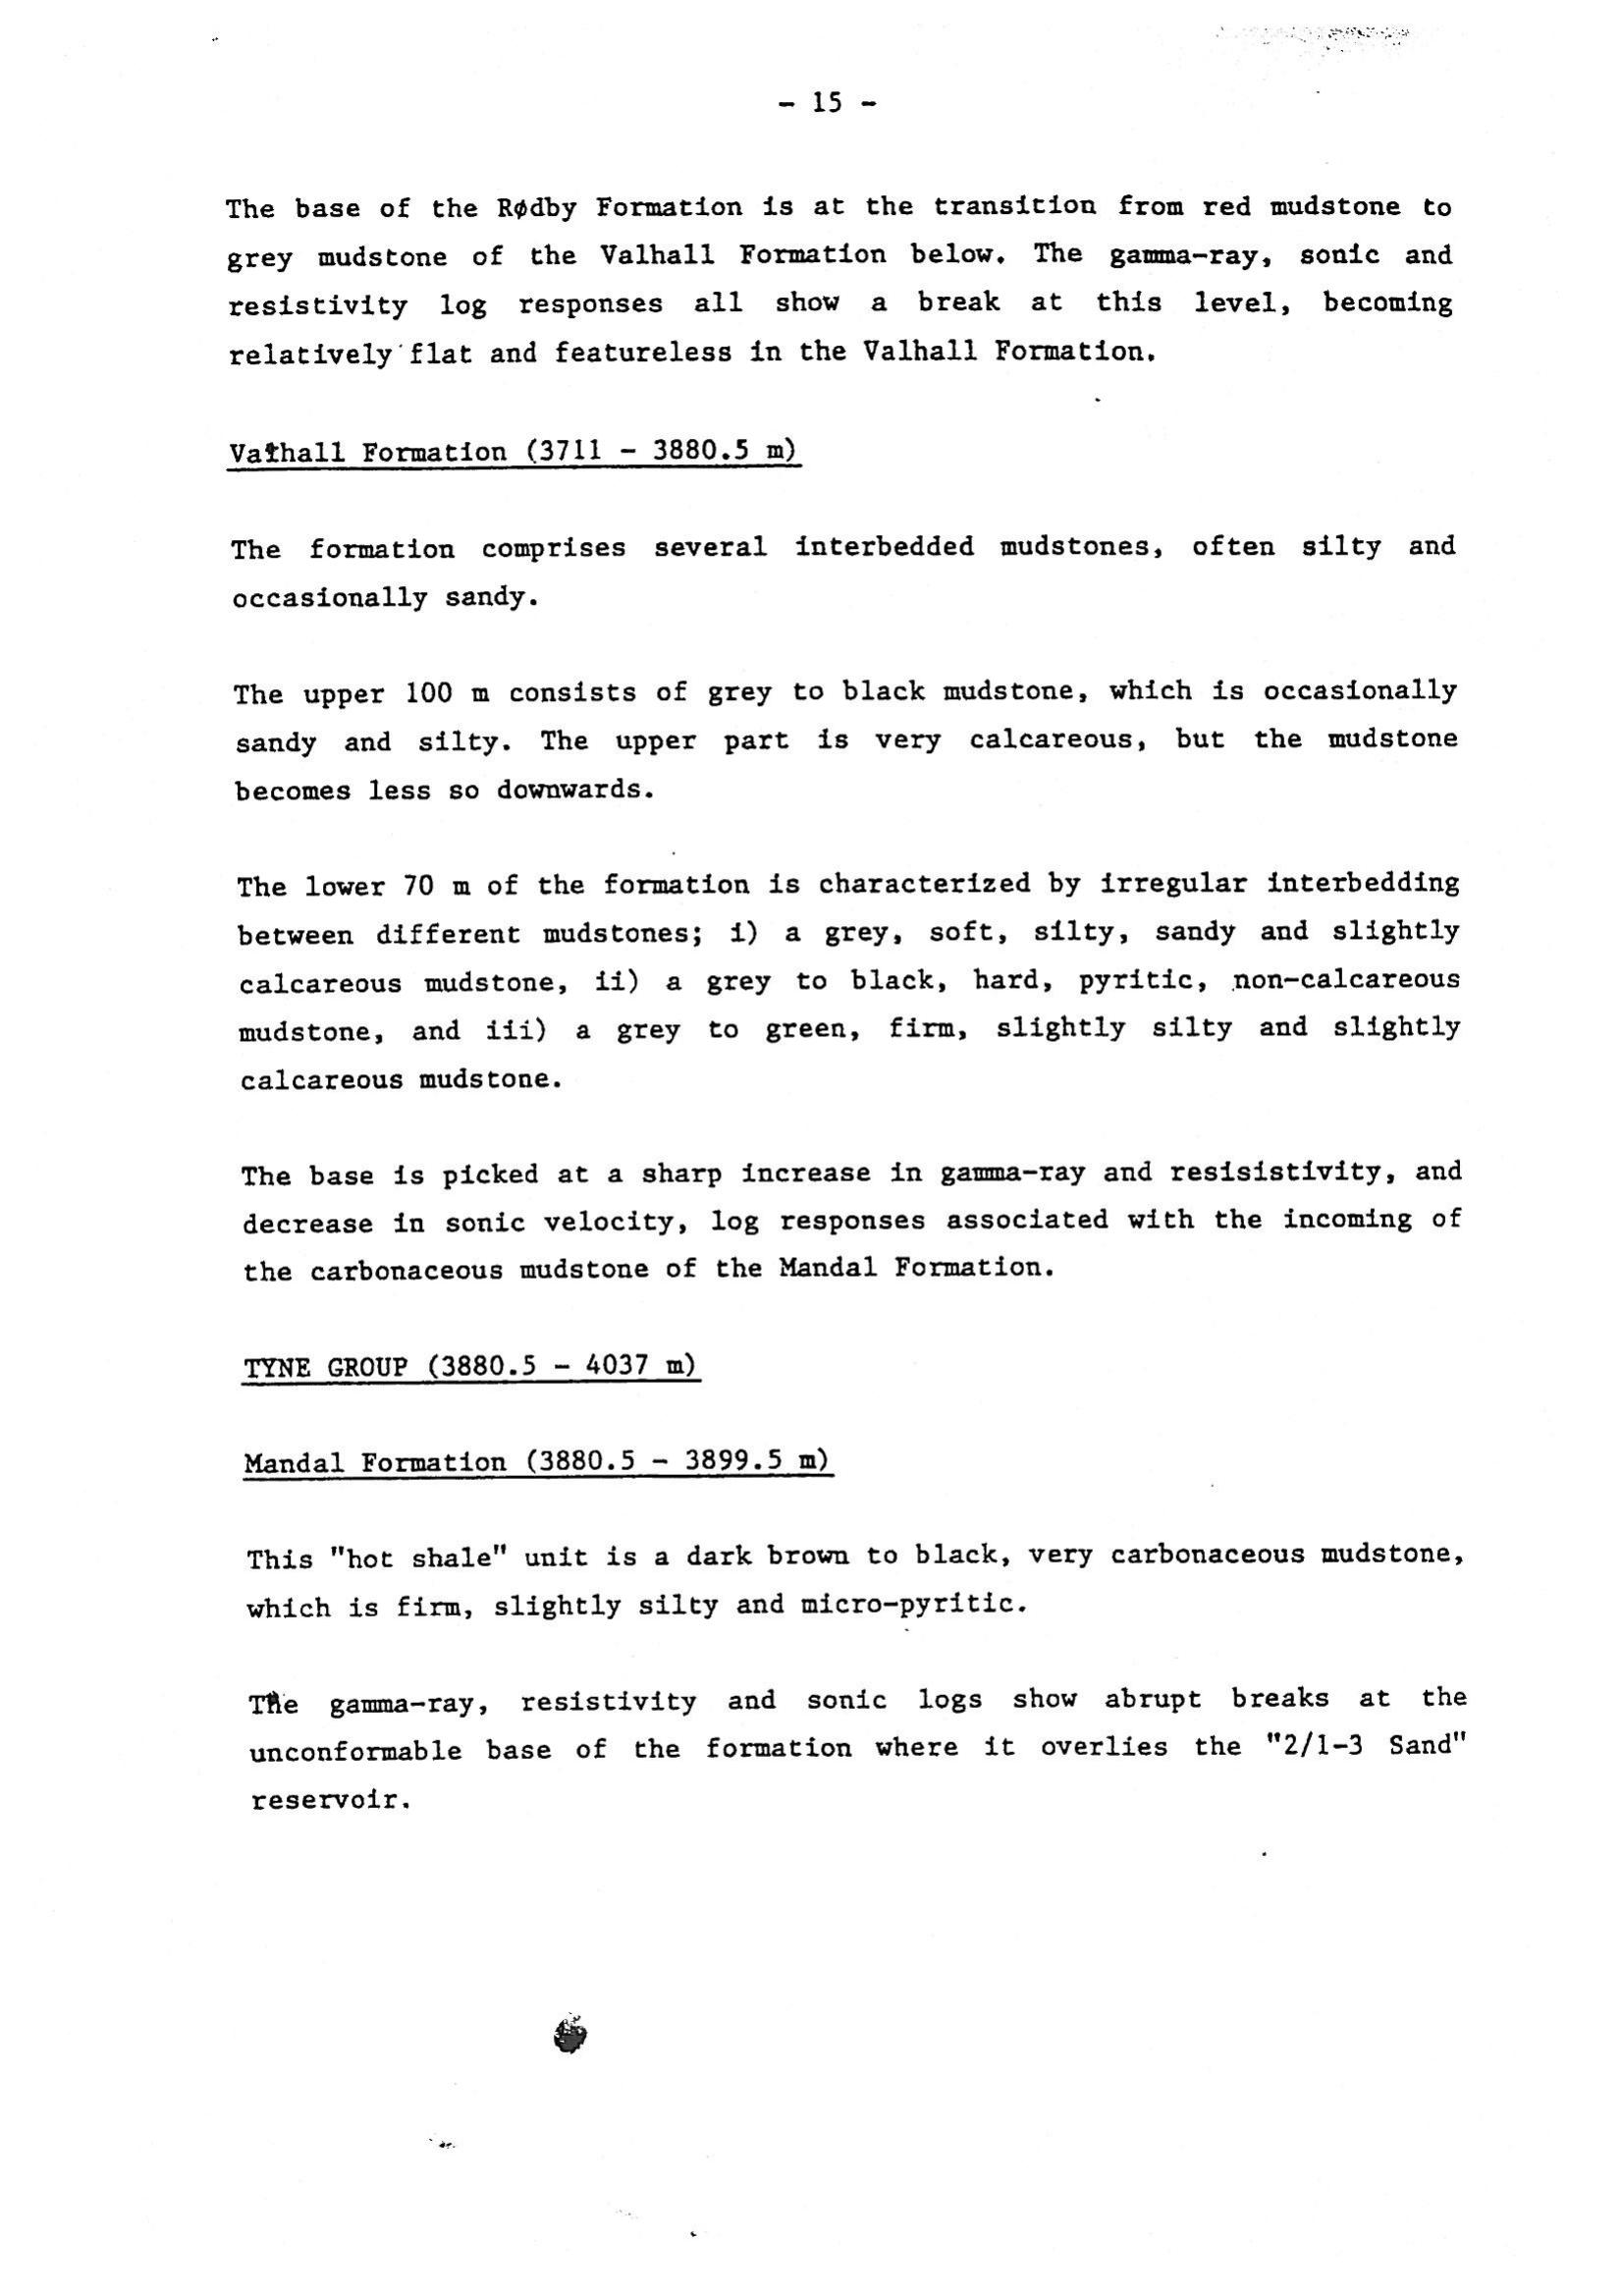 - 15 -
The base of the Rødby Formation is at the transition from red mudstone to
grey mudstone of the Valhall Formation below. The gamma-ray, sonic and
resistivity log responses all show a break at this level, becoming
relatively flat and featureless in the Valhall Formation.
Valhall Formation (3711 - 3880.5 m)
The formation comprises several interbedded mudstones, often silty and
occasionally sandy.
The upper 100 m consists of grey to black mudstone, which is occasionally
sandy and silty. The upper part is very calcareous, but the mudstone
becomes less so downwards.
The lower 70 m of the formation is characterized by irregular interbedding
between different mudstones; i) a grey, soft, silty, sandy and slightly
calcareous mudstone, ii) a grey to black, hard, pyritic, non-calcareous
mudstone, and iii) a grey to green, firm, slightly silty and slightly
calcareous mudstone.
The base is picked at a sharp increase in gamma-ray and resisistivity, and
decrease in sonic velocity, log responses associated with the incoming of
the carbonaceous mudstone of the Mandal Formation.
TYNE GROUP (3880.5 - 4037 m)
Mandal Formation (3880.5 - 3899.5 m)
This "hot shale" unit is a dark brown to black, very carbonaceous mudstone,
which is firm, slightly silty and micro-pyritic.
The gamma-ray, resistivity and sonic logs show abrupt breaks at the
unconformable base of the formation where it overlies the "2/1-3 Sand"
reservoir.